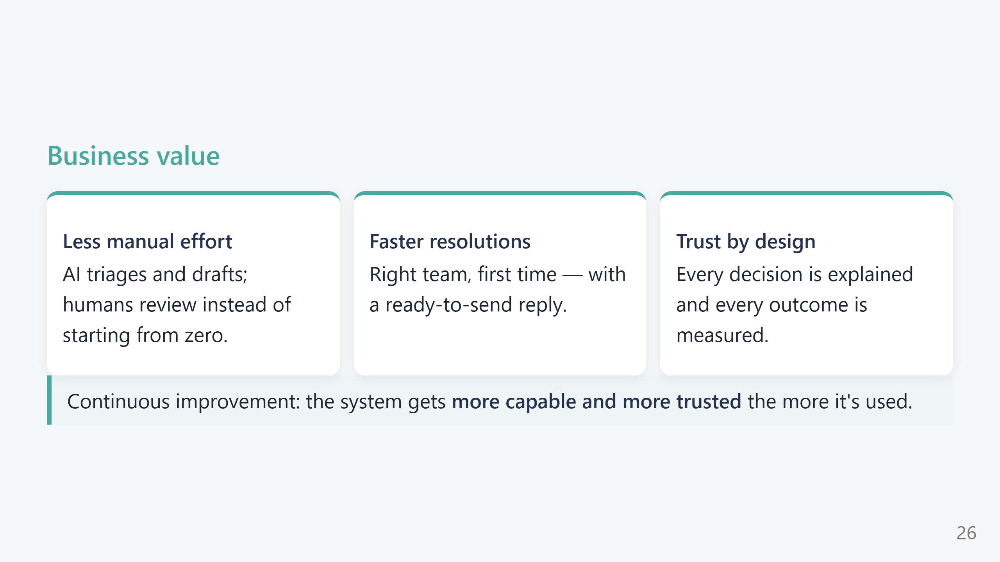 Business value
Less manual effort
AI triages and drafts;
humans review instead of
starting from zero.
Faster resolutions
Right team, first time — with
a ready-to-send reply.
Trust by design
Every decision is explained
and every outcome is
measured.
Continuous improvement: the system gets more capable and more trusted the more it's used.
26